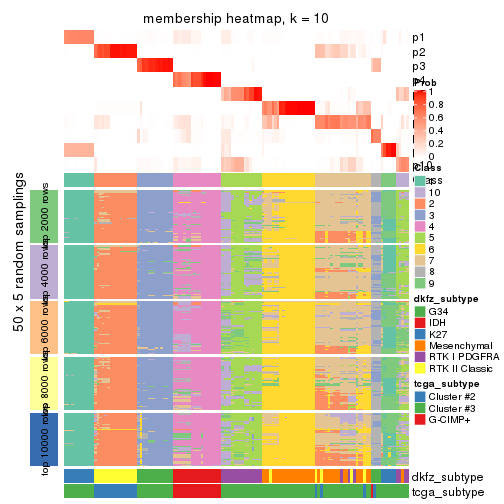 membership heatmap, k = 10
p1
p2
p3
p4
p10
Prob
1
0.8
0.6
0.4
0.2
0
Class
Class
10
2
3
4
5
6
7
8
9
dkfz_subtype
G34
IDH
K27
Mesenchymal
RTK I PDGFRA
RTK II Classic
tcga_subtype
Cluster #2
Cluster #3
G-CIMP+
50 x 5 random samplings
top 2000 rows
top 4000 rows
top 6000 rows
top 8000 rows
top 10000 rows
dkfz_subtype
tcga_subtype